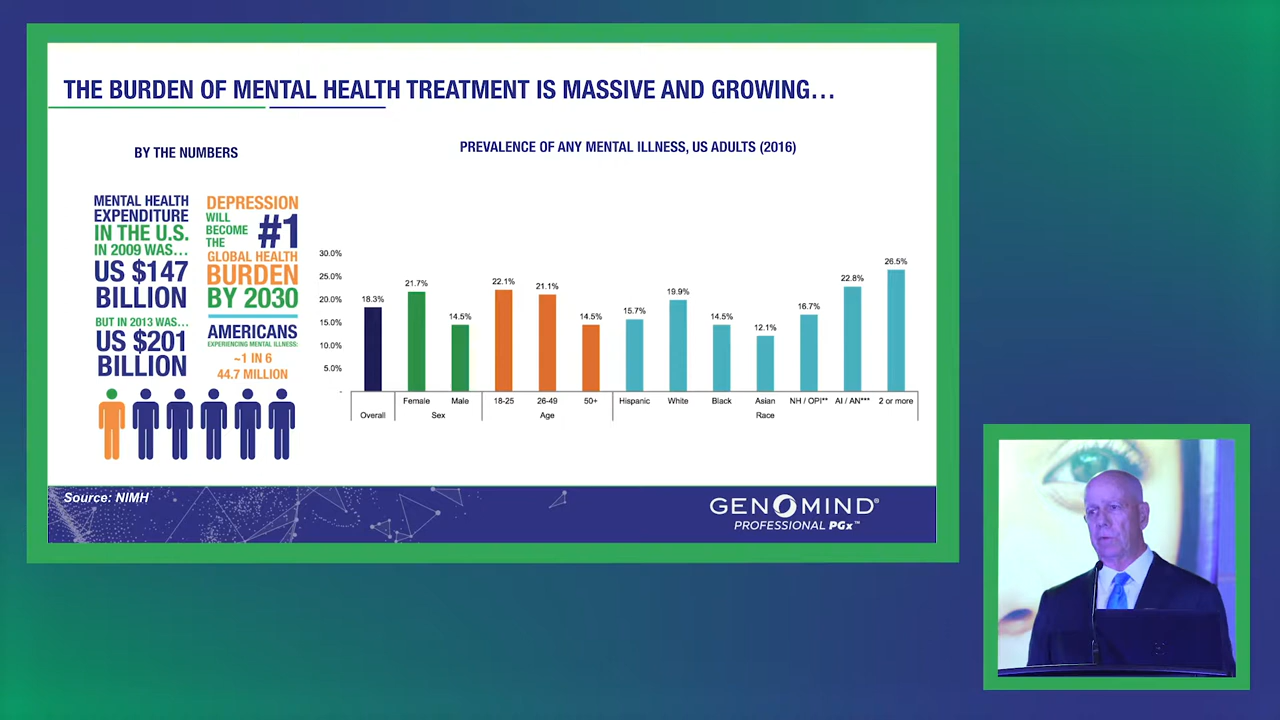 THE BURDEN OF MENTAL HEALTH TREATMENT IS MASSIVE AND GROWING…
BY THE NUMBERS
MENTAL HEALTH
EXPENDITURE
IN THE U.S.
IN 2009 WAS…
US $147
BILLION
BUT IN 2013 WAS…
US $201
BILLION
DEPRESSION
WILL
BECOME
THE
#1
GLOBAL HEALTH
BURDEN
BY 2030
AMERICANS
EXPERIENCING MENTAL ILLNESS:
~1 IN 6
44.7 MILLION
PREVALENCE OF ANY MENTAL ILLNESS, US ADULTS (2016)
30.0%
25.0%
20.0%
15.0%
10.0%
5.0%
-
18.3%
21.7%
14.5%
22.1%
21.1%
14.5%
15.7%
19.9%
14.5%
12.1%
16.7%
22.8%
26.5%
Female Male 18-25 26-49 50+ Hispanic White Black Asian NH / OPI** AI / AN*** 2 or more
Overall Sex Age Race
Source: NIMH
GENOMIND®
PROFESSIONAL PGx™